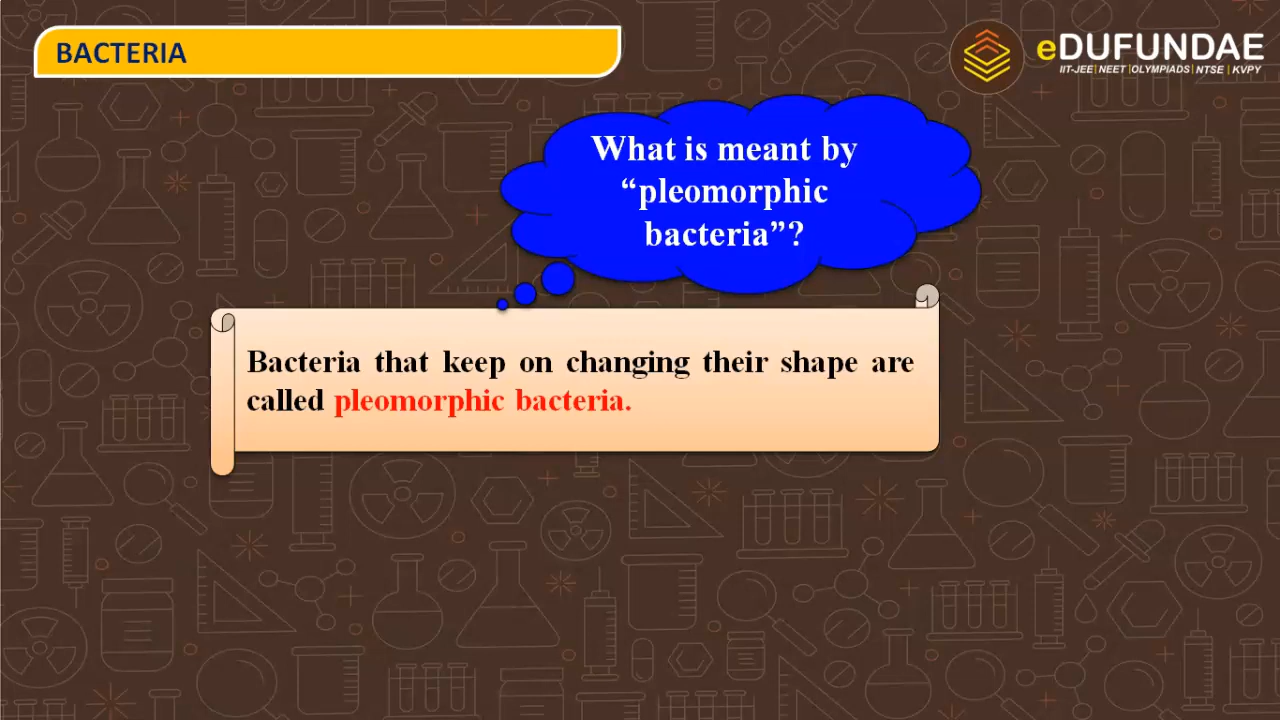 BACTERIA
eDUFUNDAE
IIT-JEE|NEET|OLYMPIADS|NTSE|KVPY
What is meant by
“pleomorphic
bacteria”?
Bacteria that keep on changing their shape are
called pleomorphic bacteria.